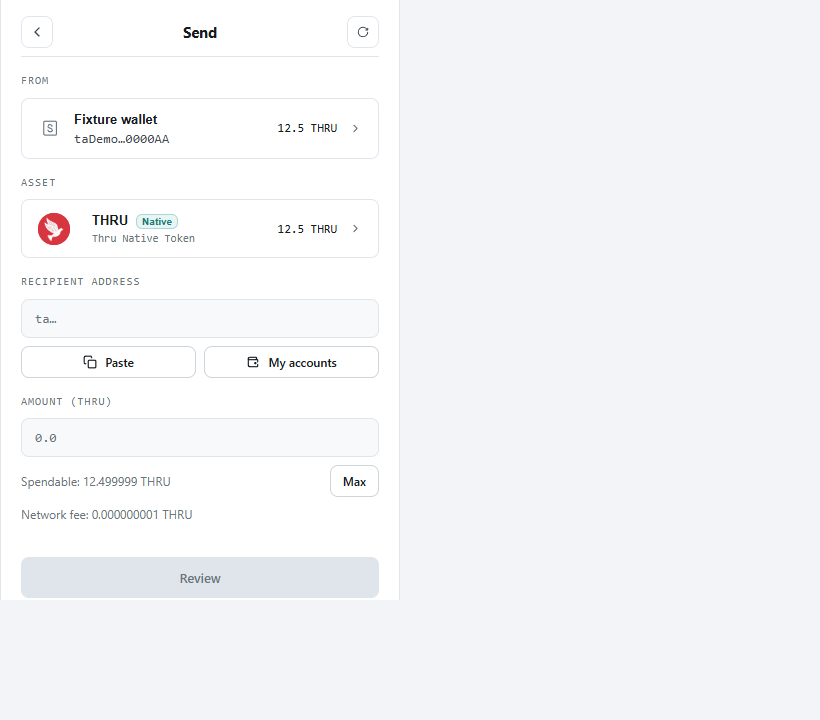 Send
FROM
S
Fixture wallet
taDemo…0000AA
12.5 THRU
ASSET
THRU Native
Thru Native Token
12.5 THRU
RECIPIENT ADDRESS
ta…
Paste
My accounts
AMOUNT (THRU)
0.0
Spendable: 12.499999 THRU
Max
Network fee: 0.000000001 THRU
Review